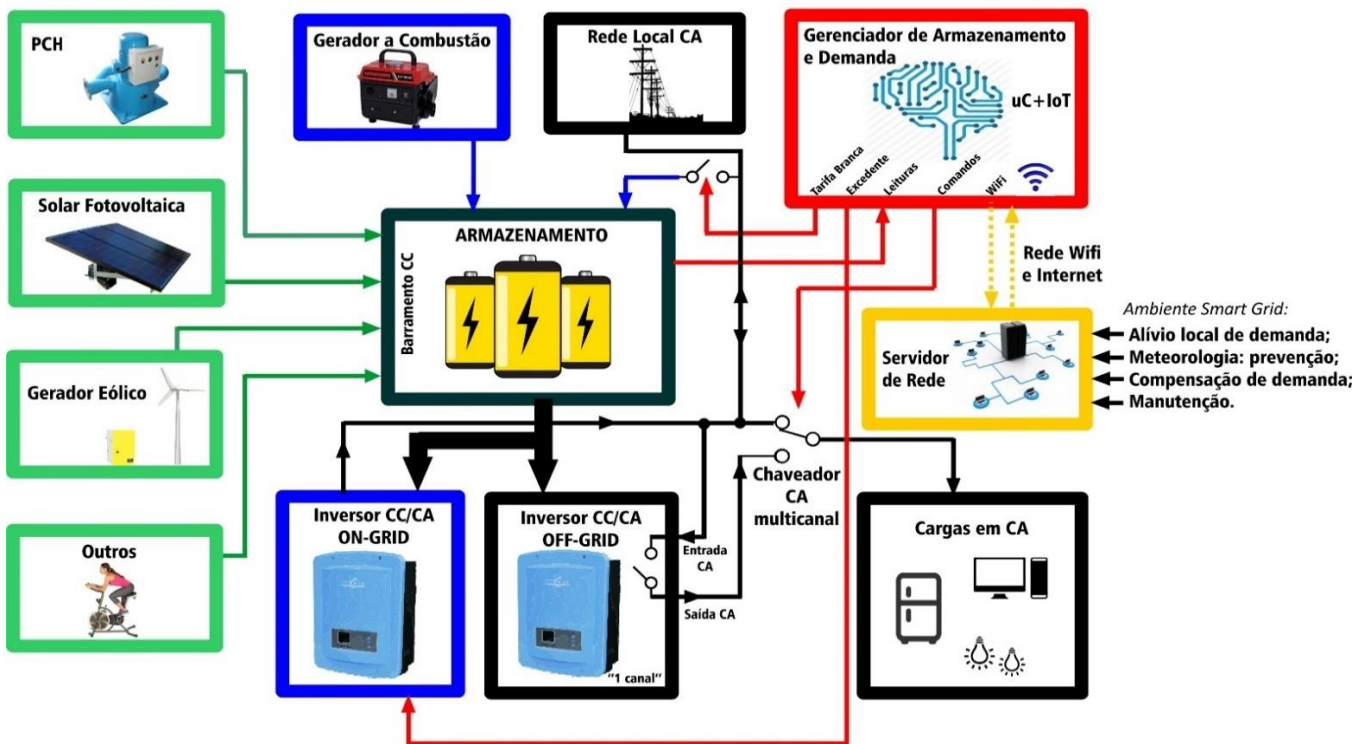 PCH
Gerador a Combustão
Rede Local CA
Gerenciador de Armazenamento
e Demanda
uC+IoT
Tarifa Branca
Excedente
Leituras
Comandos
WiFi
Solar Fotovoltaica
ARMAZENAMENTO
Barramento CC
Rede Wifi
e Internet
Ambiente Smart Grid:
Alívio local de demanda;
Meteorologia: prevenção;
Compensação de demanda;
Manutenção.
Servidor
de Rede
Gerador Eólico
Chaveador
CA
multicanal
Inversor CC/CA
ON-GRID
Inversor CC/CA
OFF-GRID
Entrada
CA
Saída CA
"1 canal"
Cargas em CA
Outros